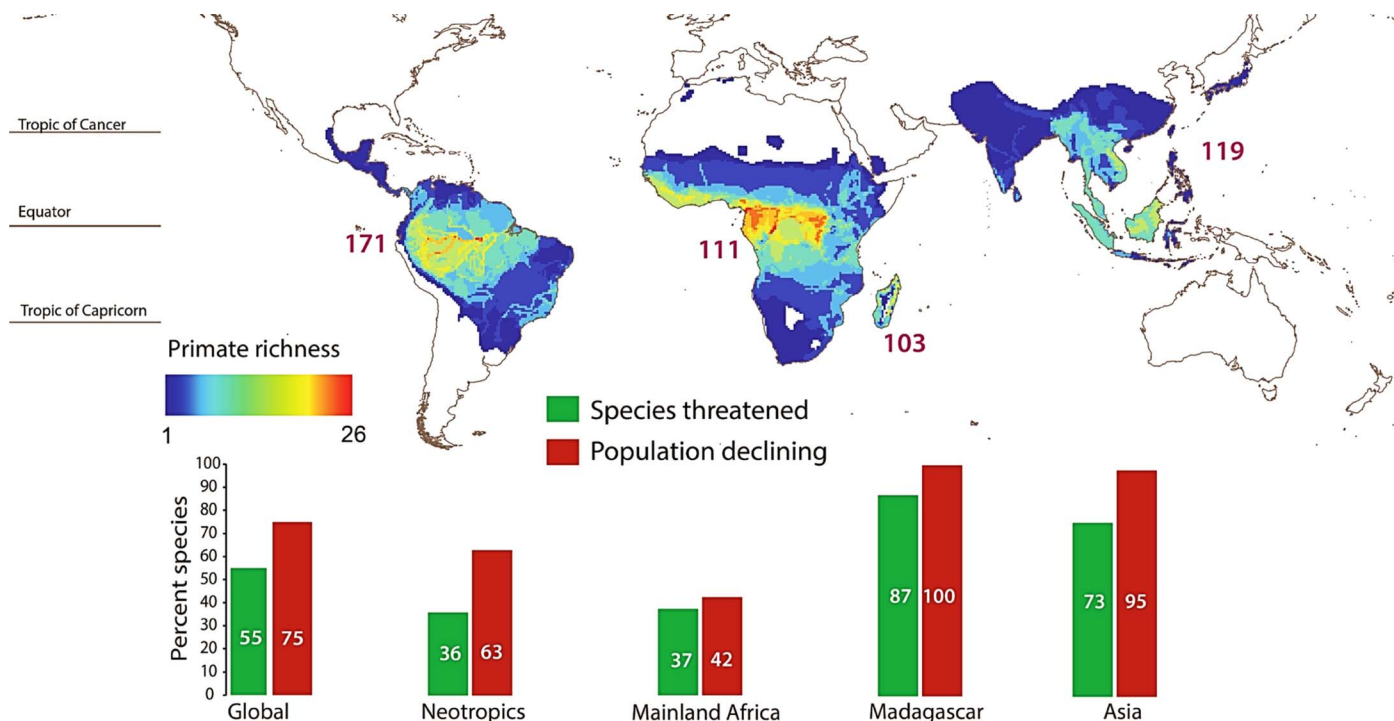 Tropic of Cancer
119
Equator
171
111
Tropic of Capricorn
103
Primate richness
1
26
Species threatened
Population declining
Percent species
100
90
80
70
60
50
40
30
20
10
0
55
75
36
63
37
42
87
100
73
95
Global
Neotropics
Mainland Africa
Madagascar
Asia